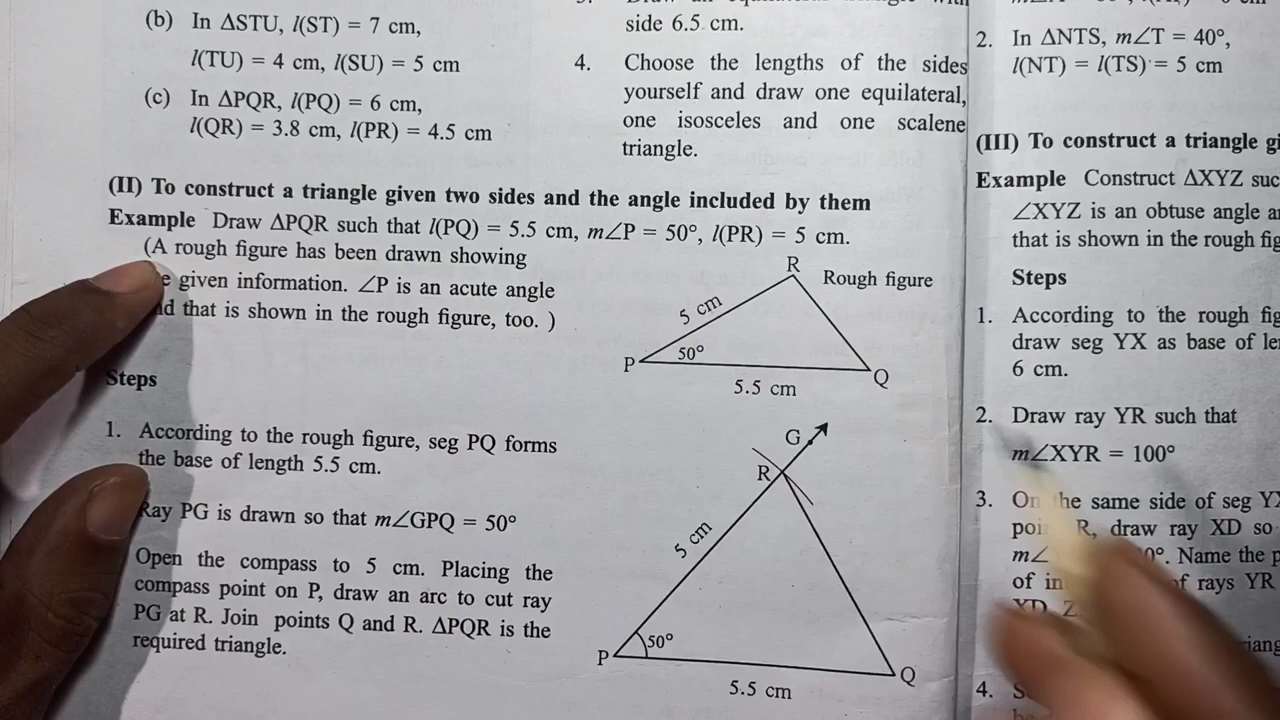 (b) In ΔSTU, l(ST) = 7 cm,
l(TU) = 4 cm, l(SU) = 5 cm
(c) In ΔPQR, l(PQ) = 6 cm,
l(QR) = 3.8 cm, l(PR) = 4.5 cm
side 6.5 cm.
4. Choose the lengths of the sides
yourself and draw one equilateral,
one isosceles and one scalene
triangle.
(II) To construct a triangle given two sides and the angle included by them
Example Draw ΔPQR such that l(PQ) = 5.5 cm, m∠P = 50°, l(PR) = 5 cm.
(A rough figure has been drawn showing
given information. ∠P is an acute angle
that is shown in the rough figure, too. )
R
Rough figure
5 cm
50°
P
Q
5.5 cm
Steps
1. According to the rough figure, seg PQ forms
the base of length 5.5 cm.
Ray PG is drawn so that m∠GPQ = 50°
Open the compass to 5 cm. Placing the
compass point on P, draw an arc to cut ray
PG at R. Join points Q and R. ΔPQR is the
required triangle.
G
R
5 cm
50°
P
Q
5.5 cm
2. In ΔNTS, m∠T = 40°,
l(NT) = l(TS) = 5 cm
(III) To construct a triangle
Example Construct ΔXYZ
∠XYZ is an obtuse angle
that is shown in the rough
Steps
1. According to the rough
draw seg YX as base of
6 cm.
2. Draw ray YR such that
m∠XYR = 100°
3. On the same side of seg
R, draw ray XD so
Name the
of rays YR
4.